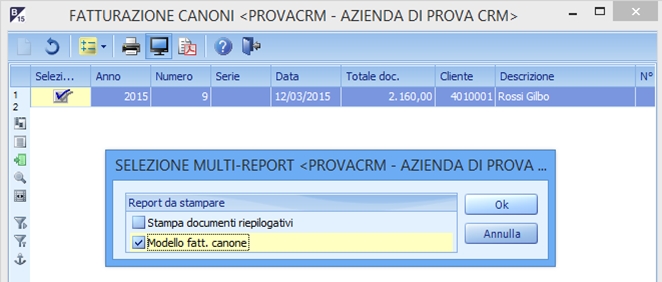 B
15
FATTURAZIONE CANONI <PROVACRM - AZIENDA DI PROVA CRM>
Selezi... Anno Numero Serie Data Totale doc. Cliente Descrizione N°
1 2015 9 12/03/2015 2.160,00 4010001 Rossi Gilbo
2
SELEZIONE MULTI-REPORT <PROVACRM - AZIENDA DI PROVA ...
Report da stampare
Stampa documenti riepilogativi
Modello fatt. canone
Ok
Annulla